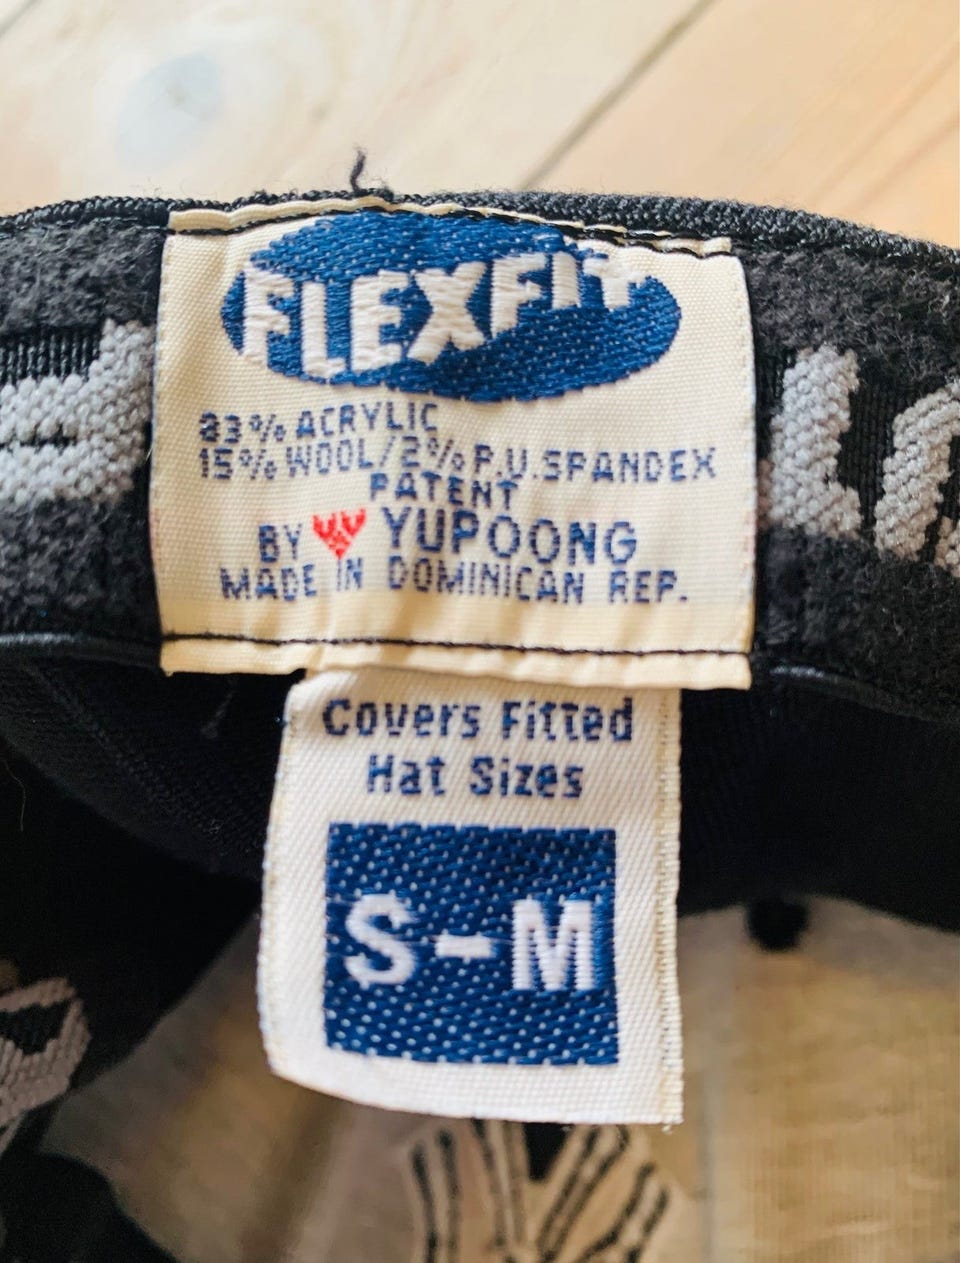 FLEXFIT
83% ACRYLIC
15% WOOL/2% P.U.SPANDEX
PATENT
BY YUPOONG
MADE IN DOMINICAN REP.
Covers Fitted
Hat Sizes
S-M